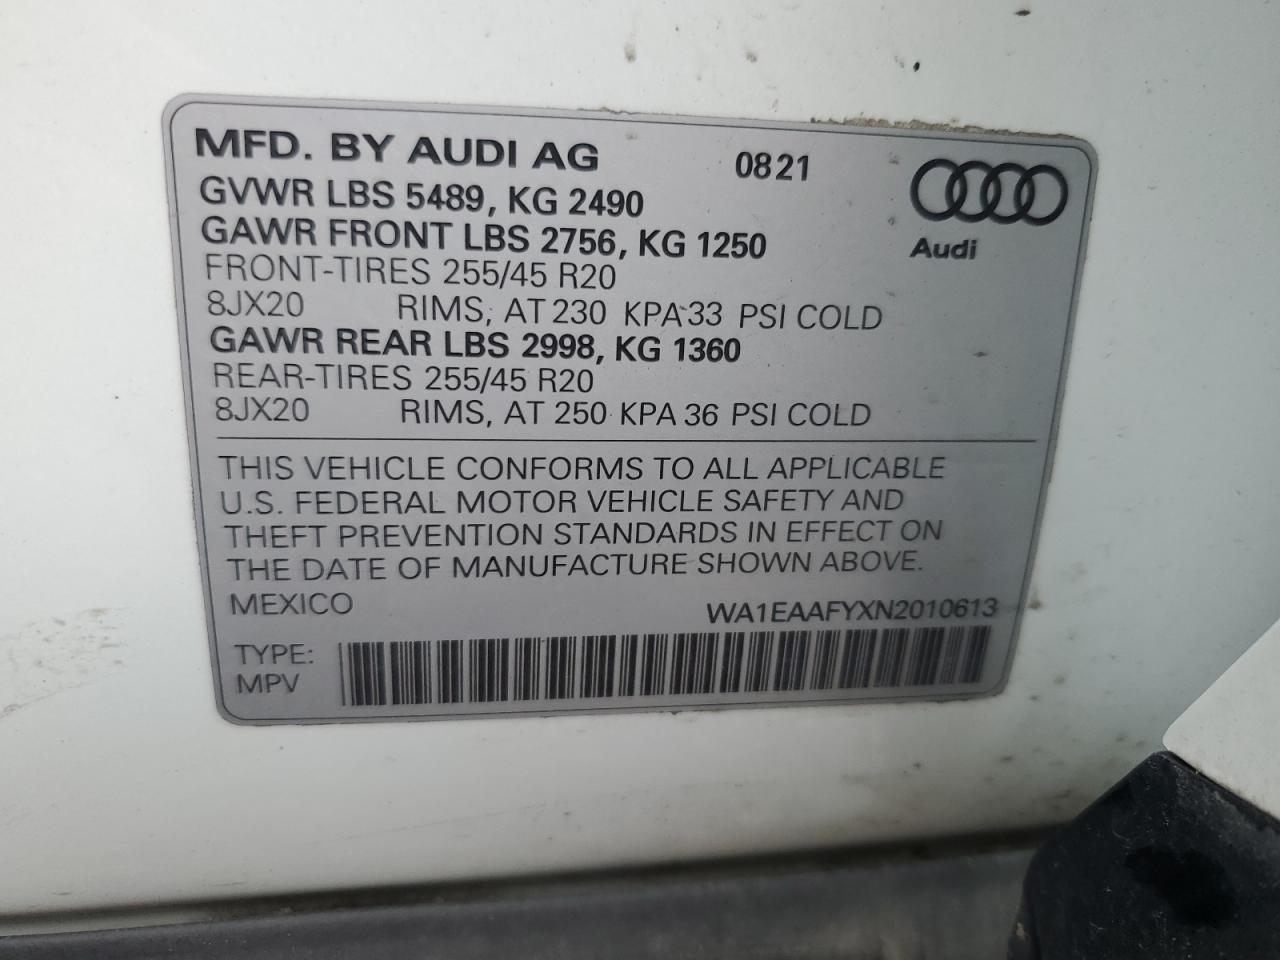 MFD. BY AUDI AG 0821
GVWR LBS 5489, KG 2490
GAWR FRONT LBS 2756, KG 1250
Audi
FRONT-TIRES 255/45 R20
8JX20 RIMS, AT 230 KPA 33 PSI COLD
GAWR REAR LBS 2998, KG 1360
REAR-TIRES 255/45 R20
8JX20 RIMS, AT 250 KPA 36 PSI COLD
THIS VEHICLE CONFORMS TO ALL APPLICABLE
U.S. FEDERAL MOTOR VEHICLE SAFETY AND
THEFT PREVENTION STANDARDS IN EFFECT ON
THE DATE OF MANUFACTURE SHOWN ABOVE.
MEXICO WA1EAAFYXN2010613
TYPE:
MPV